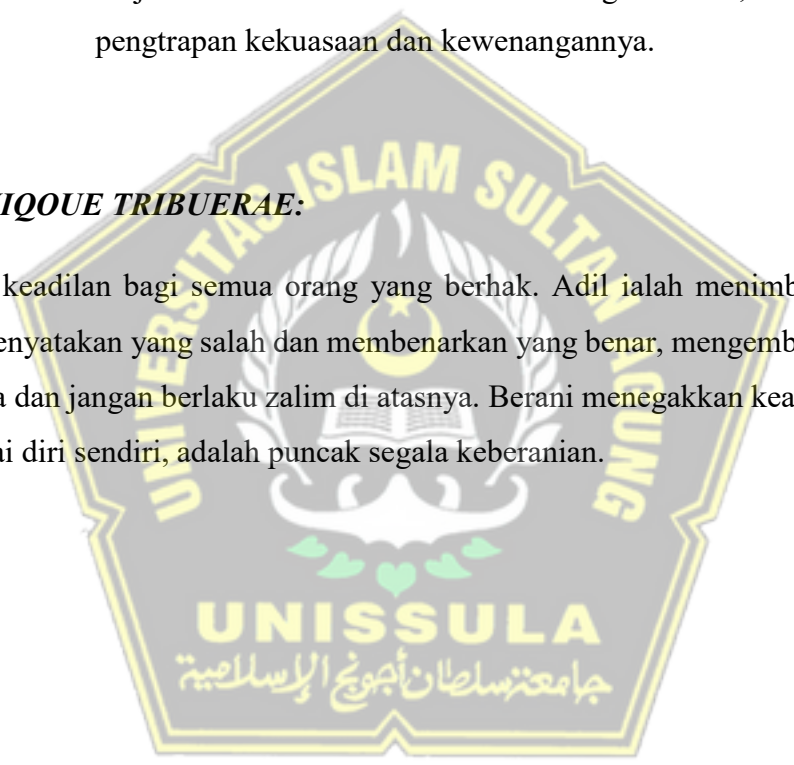 pengtrapan kekuasaan dan kewenangannya.
IQOUE TRIBUERAE:
keadilan bagi semua orang yang berhak. Adil ialah menimb
enyatakan yang salah dan membenarkan yang benar, mengemb
dan jangan berlaku zalim di atasnya. Berani menegakkan kea
diri sendiri, adalah puncak segala keberanian.
UNIVERSITAS ISLAM SULTAN AGUNG
UNISSULA
جامعة سلطان أجونج الإسلامية